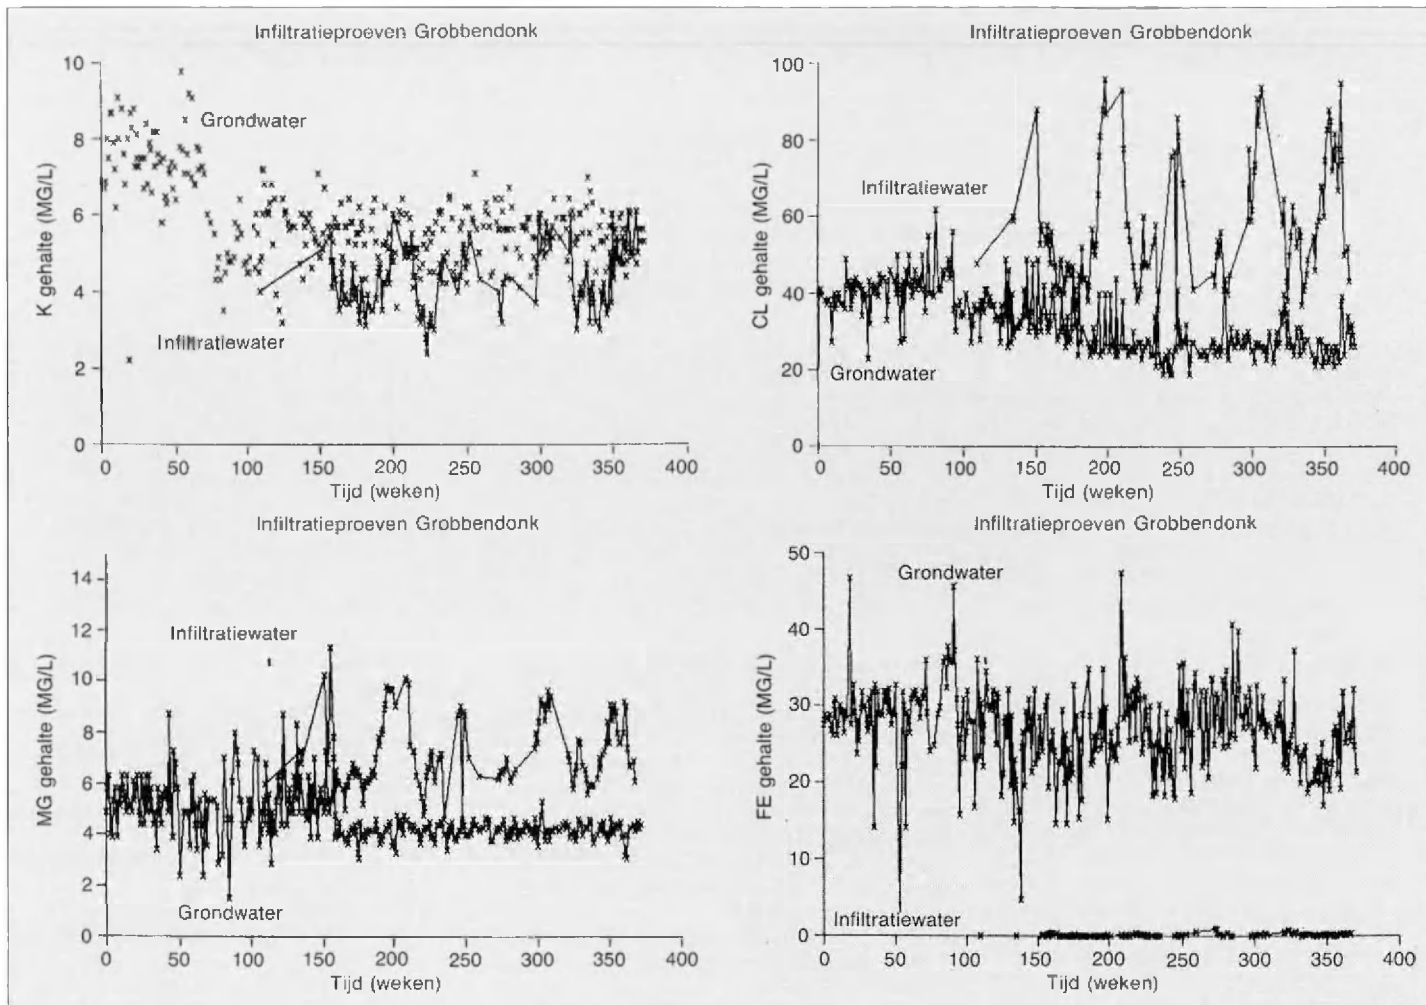 Infiltratieproeven Grobbendonk
K gehalte (MG/L)
10
8
6
4
2
0
Grondwater
Infiltratiewater
0 50 100 150 200 250 300 350 400
Tijd (weken)
Infiltratieproeven Grobbendonk
CL gehalte (MG/L)
100
80
60
40
20
0
Infiltratiewater
Grondwater
0 50 100 150 200 250 300 350 400
Tijd (weken)
Infiltratieproeven Grobbendonk
MG gehalte (MG/L)
14
12
10
8
6
4
2
0
Infiltratiewater
Grondwater
0 50 100 150 200 250 300 350 400
Tijd (weken)
Infiltratieproeven Grobbendonk
FE gehalte (MG/L)
50
40
30
20
10
0
Grondwater
Infiltratiewater
0 50 100 150 200 250 300 350 400
Tijd (weken)